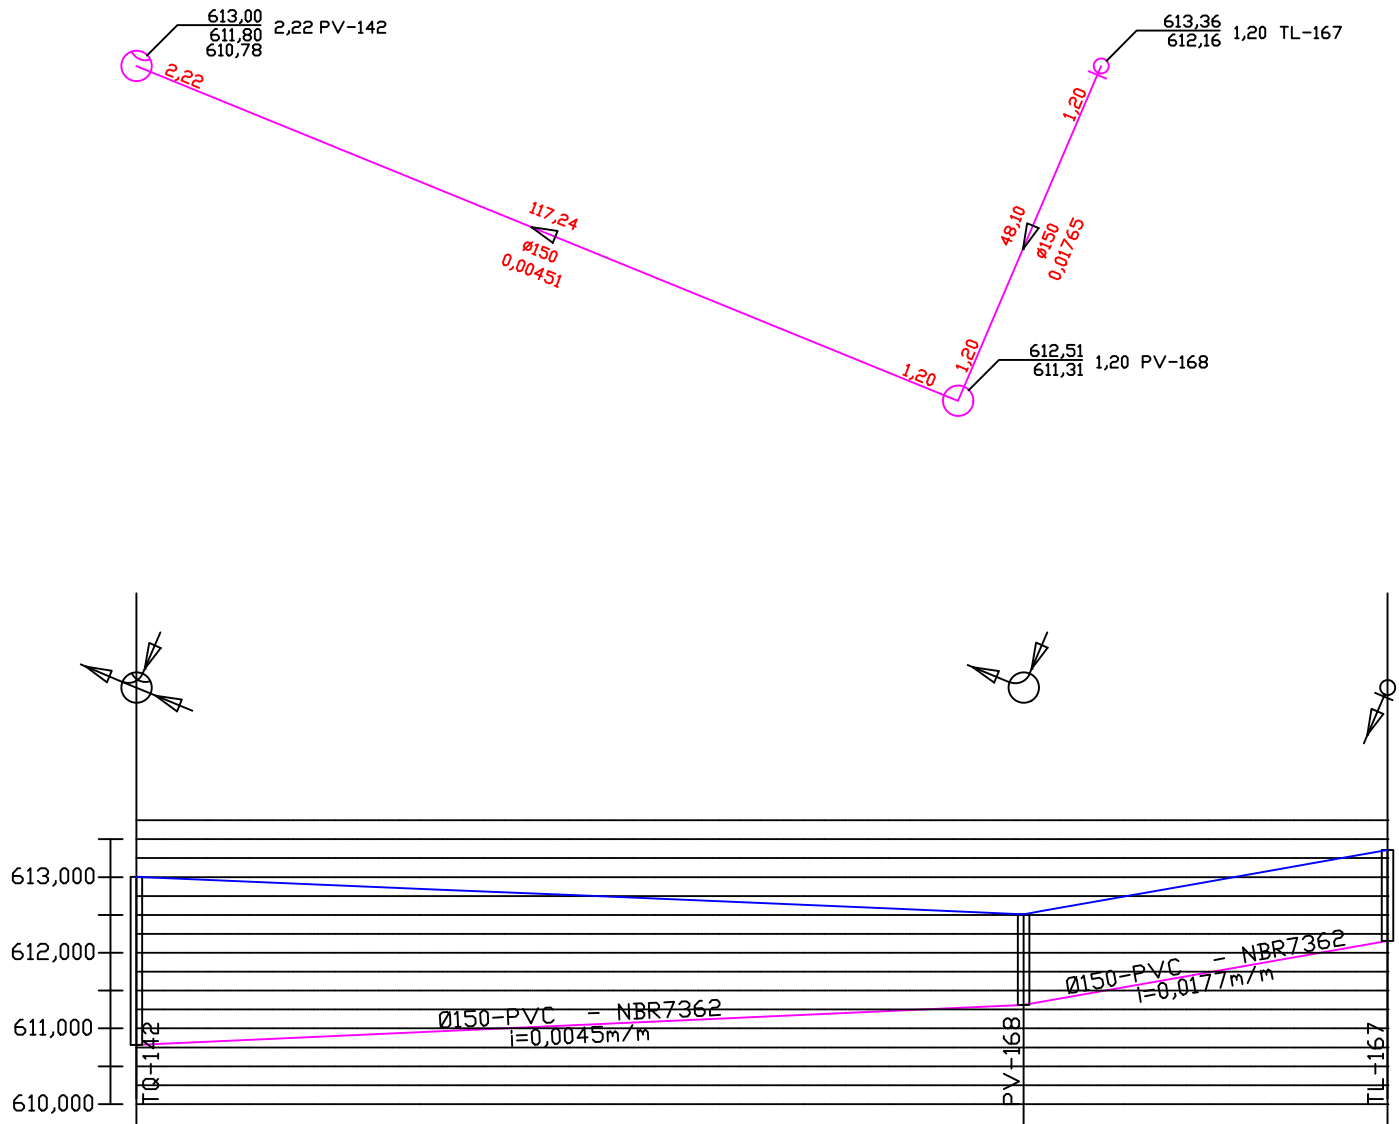 613,00
611,80
610,78
2,22 PV-142
613,36
612,16
1,20 TL-167
2,22
1,20
117,24
ø150
0,00451
48,10
ø150
0,01765
1,20
1,20
612,51
611,31
1,20 PV-168
613,000
612,000
611,000
610,000
Ø150-PVC - NBR7362
i=0,0045m/m
Ø150-PVC - NBR7362
i=0,0177m/m
TQ-142
PV-168
TL-167